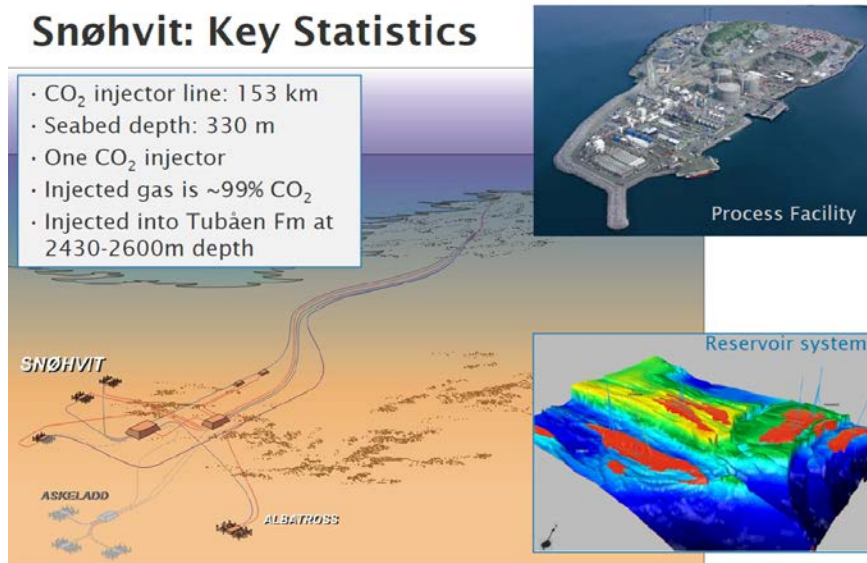 Snøhvit: Key Statistics
· CO₂ injector line: 153 km
· Seabed depth: 330 m
· One CO₂ injector
· Injected gas is ~99% CO₂
· Injected into Tubåen Fm at
2430-2600m depth
Process Facility
SNØHVIT
Reservoir system
ASKELADD
ALBATROSS